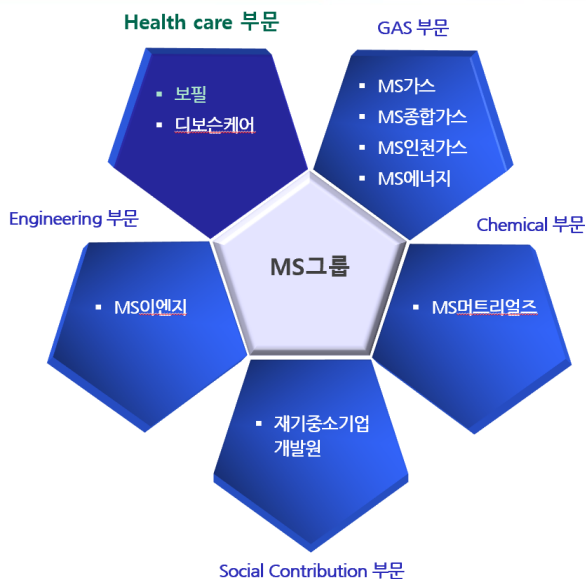 Health care 부문
▪ 보필
▪ 디보슨케어
GAS 부문
▪ MS가스
▪ MS종합가스
▪ MS인천가스
▪ MS에너지
Engineering 부문
▪ MS이엔지
MS그룹
Chemical 부문
▪ MS머트리얼즈
▪ 재기중소기업
개발원
Social Contribution 부문